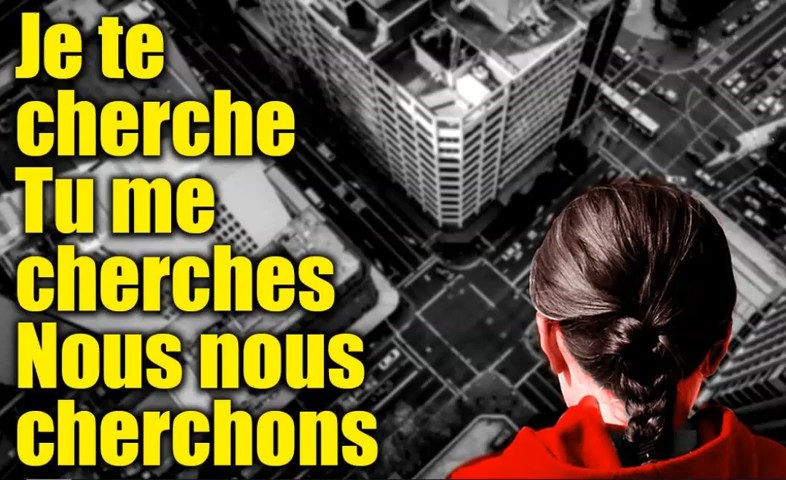 Je te
cherche
Tu me
cherches
Nous nous
cherchons